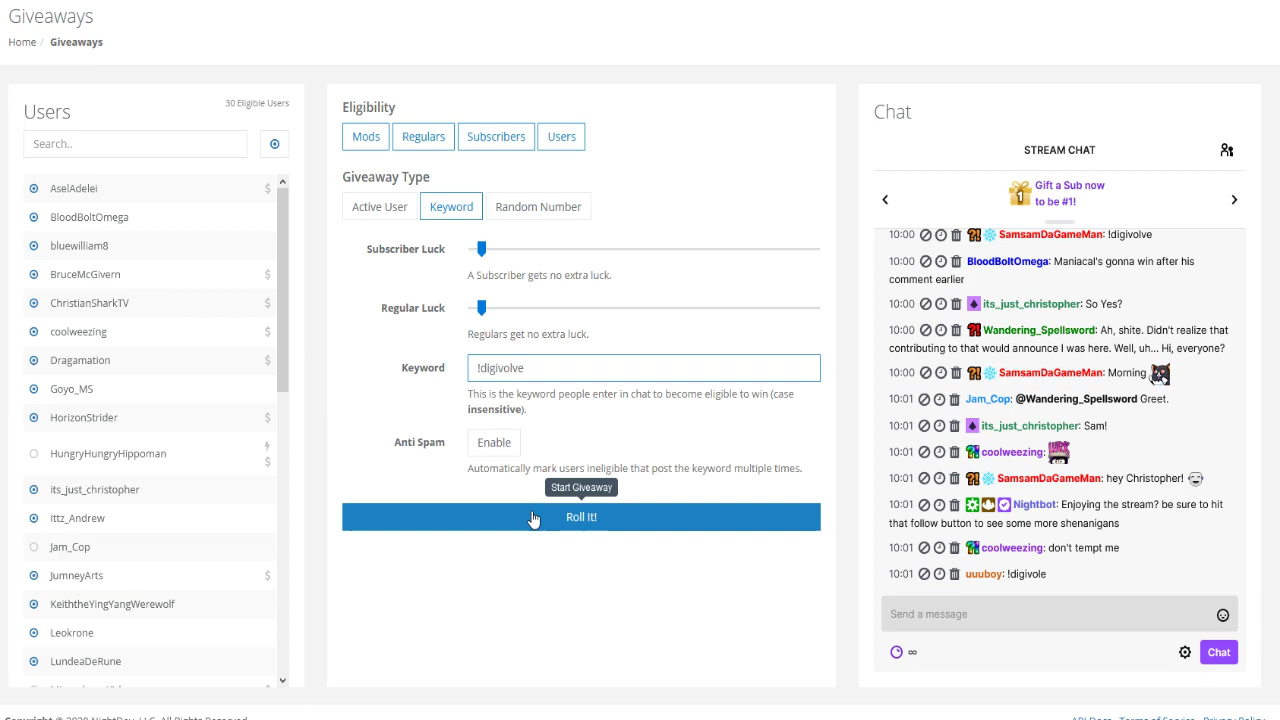 Giveaways
Home / Giveaways
Users
30 Eligible Users
Search..
AselAdelei
BloodBoltOmega
bluewilliam8
BruceMcGivern
ChristianSharkTV
coolweezing
Dragamation
Goyo_MS
HorizonStrider
HungryHungryHippoman
its_just_christopher
Ittz_Andrew
Jam_Cop
JumneyArts
KeiththeYingYangWerewolf
Leokrone
LundeaDeRune
Eligibility
Mods Regulars Subscribers Users
Giveaway Type
Active User Keyword Random Number
Subscriber Luck
A Subscriber gets no extra luck.
Regular Luck
Regulars get no extra luck.
Keyword !digivolve
This is the keyword people enter in chat to become eligible to win (case
insensitive).
Anti Spam Enable
Automatically mark users ineligible that post the keyword multiple times.
Start Giveaway
Roll It!
Chat
STREAM CHAT
Gift a Sub now
to be #1!
10:00 SamsamDaGameMan: !digivolve
10:00 BloodBoltOmega: Maniacal's gonna win after his
comment earlier
10:00 its_just_christopher: So Yes?
10:00 Wandering_Spellsword: Ah, shite. Didn't realize that
contributing to that would announce I was here. Well, uh... Hi, everyone?
10:00 SamsamDaGameMan: Morning
10:01 Jam_Cop: @Wandering_Spellsword Greet.
10:01 its_just_christopher: Sam!
10:01 coolweezing:
10:01 SamsamDaGameMan: hey Christopher!
10:01 Nightbot: Enjoying the stream? be sure to hit
that follow button to see some more shenanigans
10:01 coolweezing: don't tempt me
10:01 uuuboy: !digivole
Send a message
∞
Chat